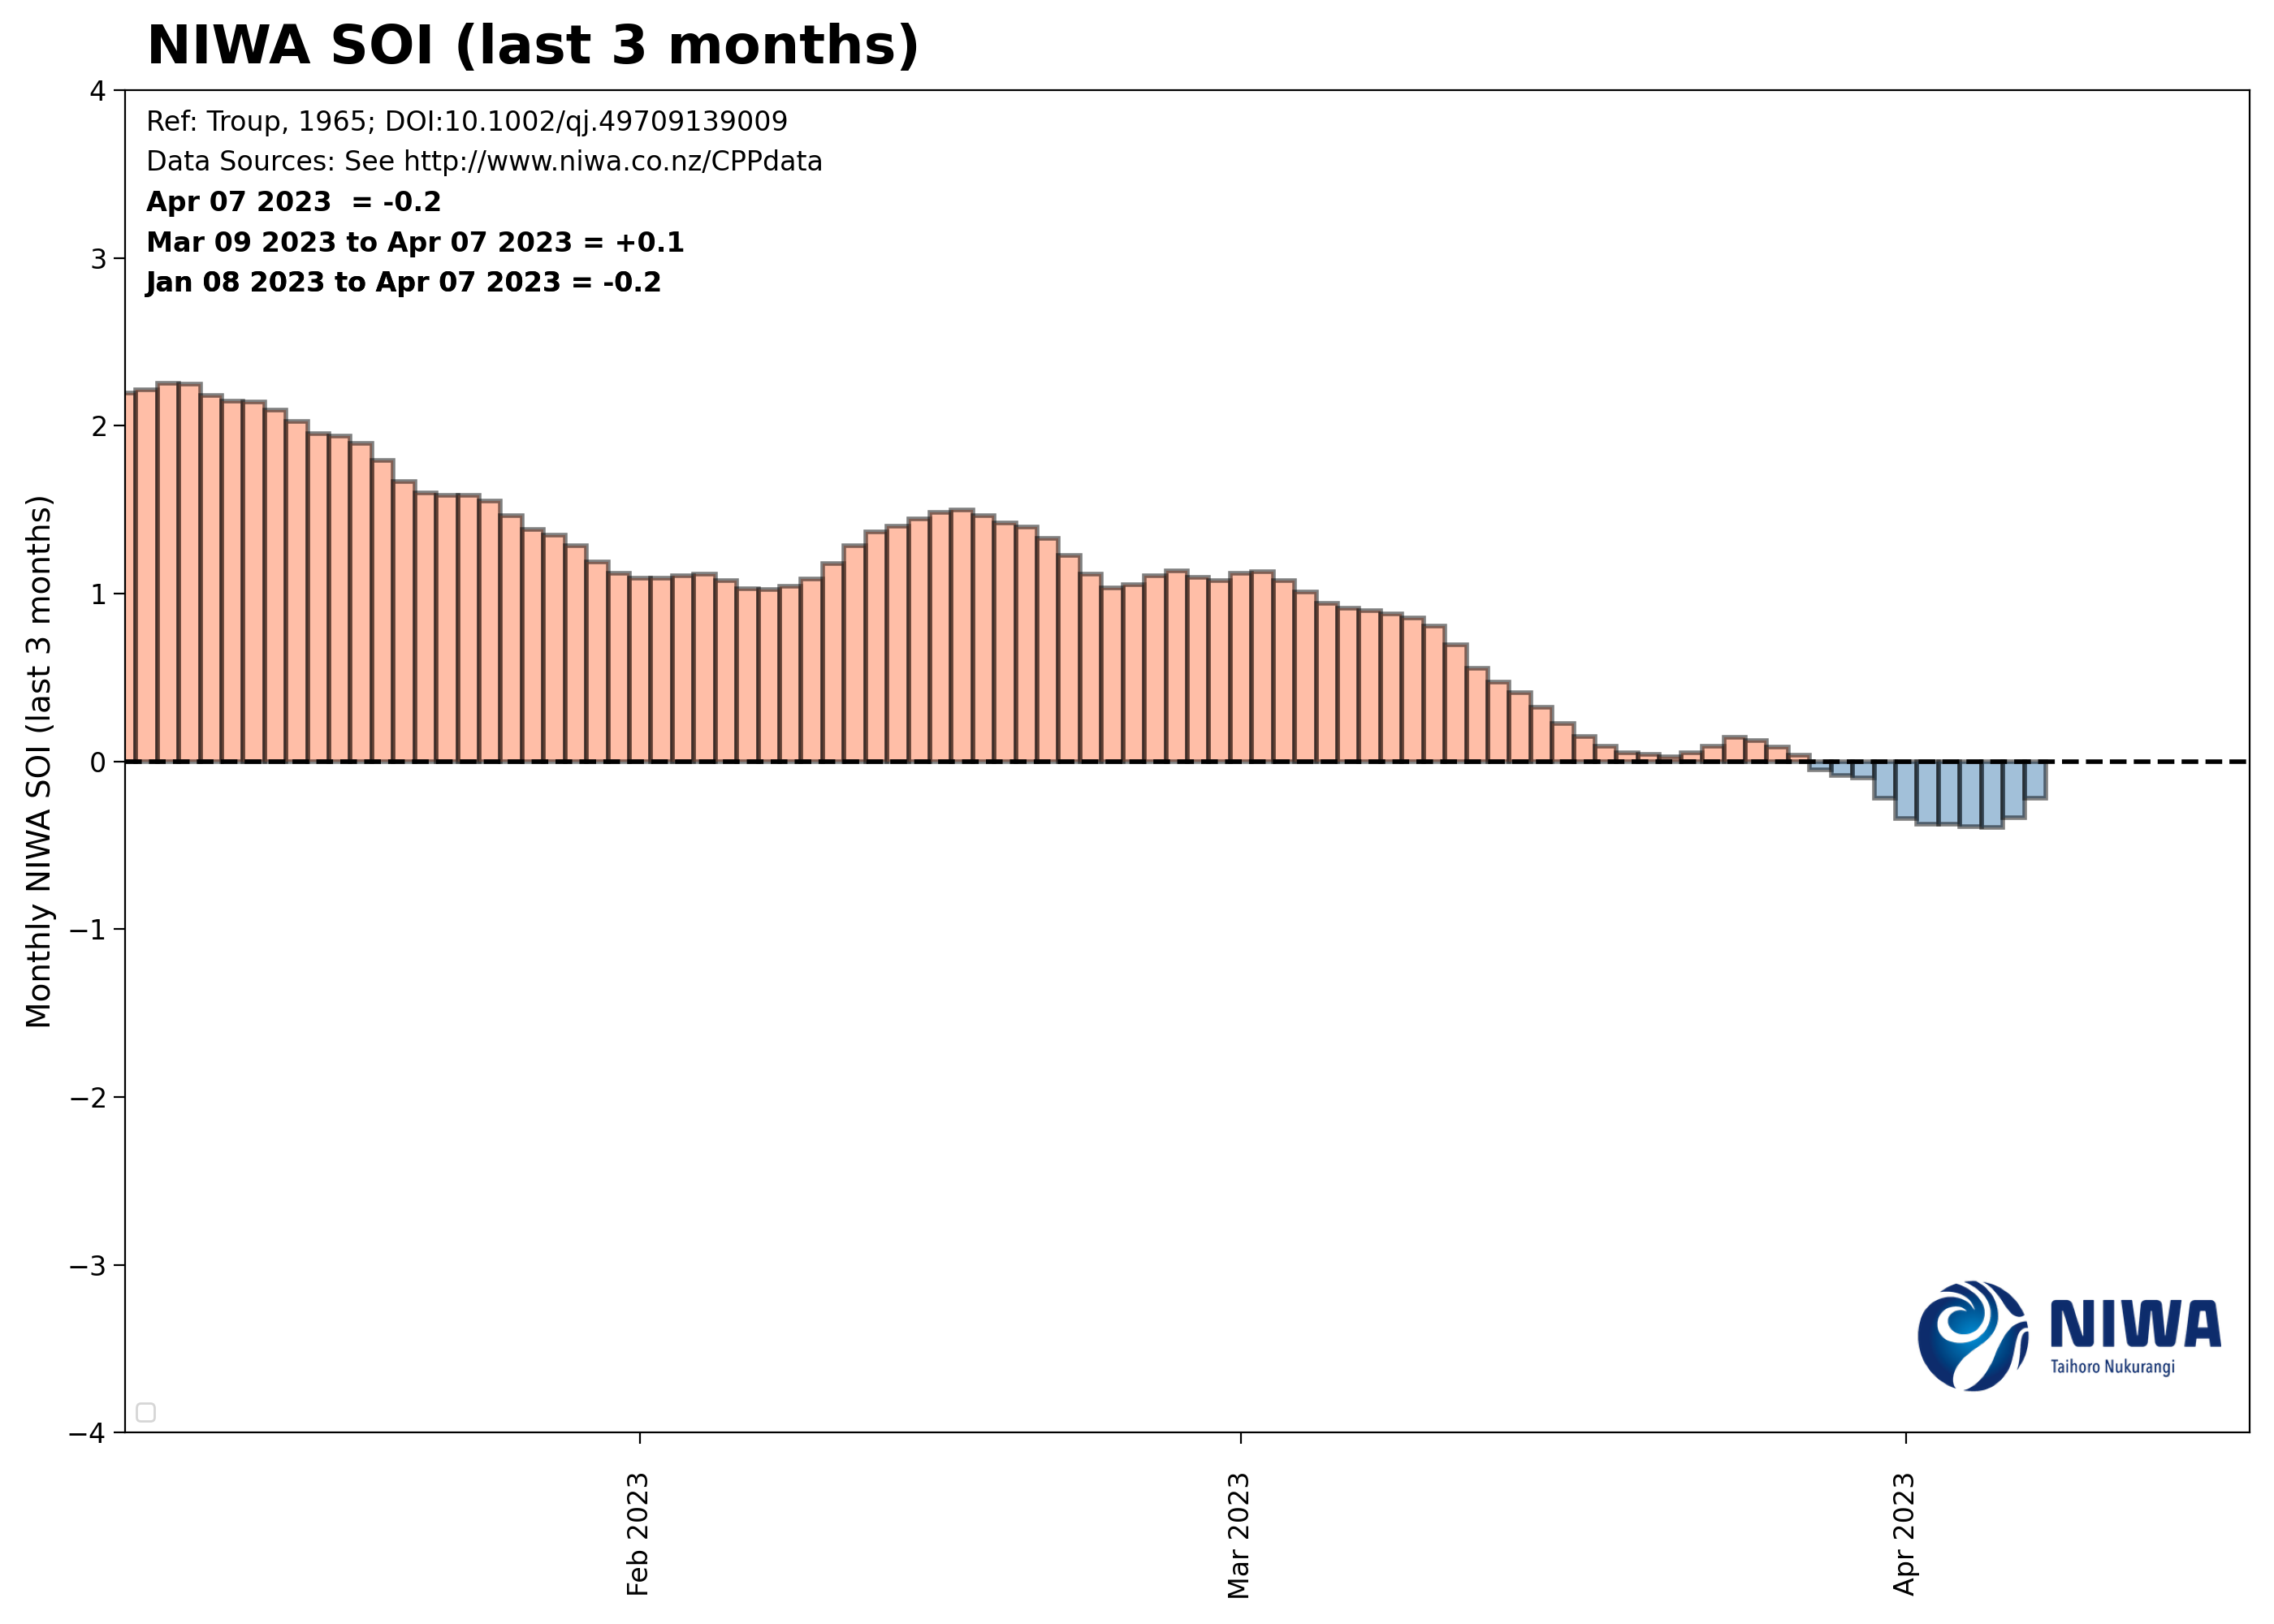 NIWA SOI (last 3 months)
Ref: Troup, 1965; DOI:10.1002/qj.49709139009
Data Sources: See http://www.niwa.co.nz/CPPdata
Apr 07 2023  = -0.2
Mar 09 2023 to Apr 07 2023 = +0.1
Jan 08 2023 to Apr 07 2023 = -0.2
Monthly NIWA SOI (last 3 months)
4
3
2
1
0
−1
−2
−3
−4
NIWA
Taihoro Nukurangi
Feb 2023
Mar 2023
Apr 2023